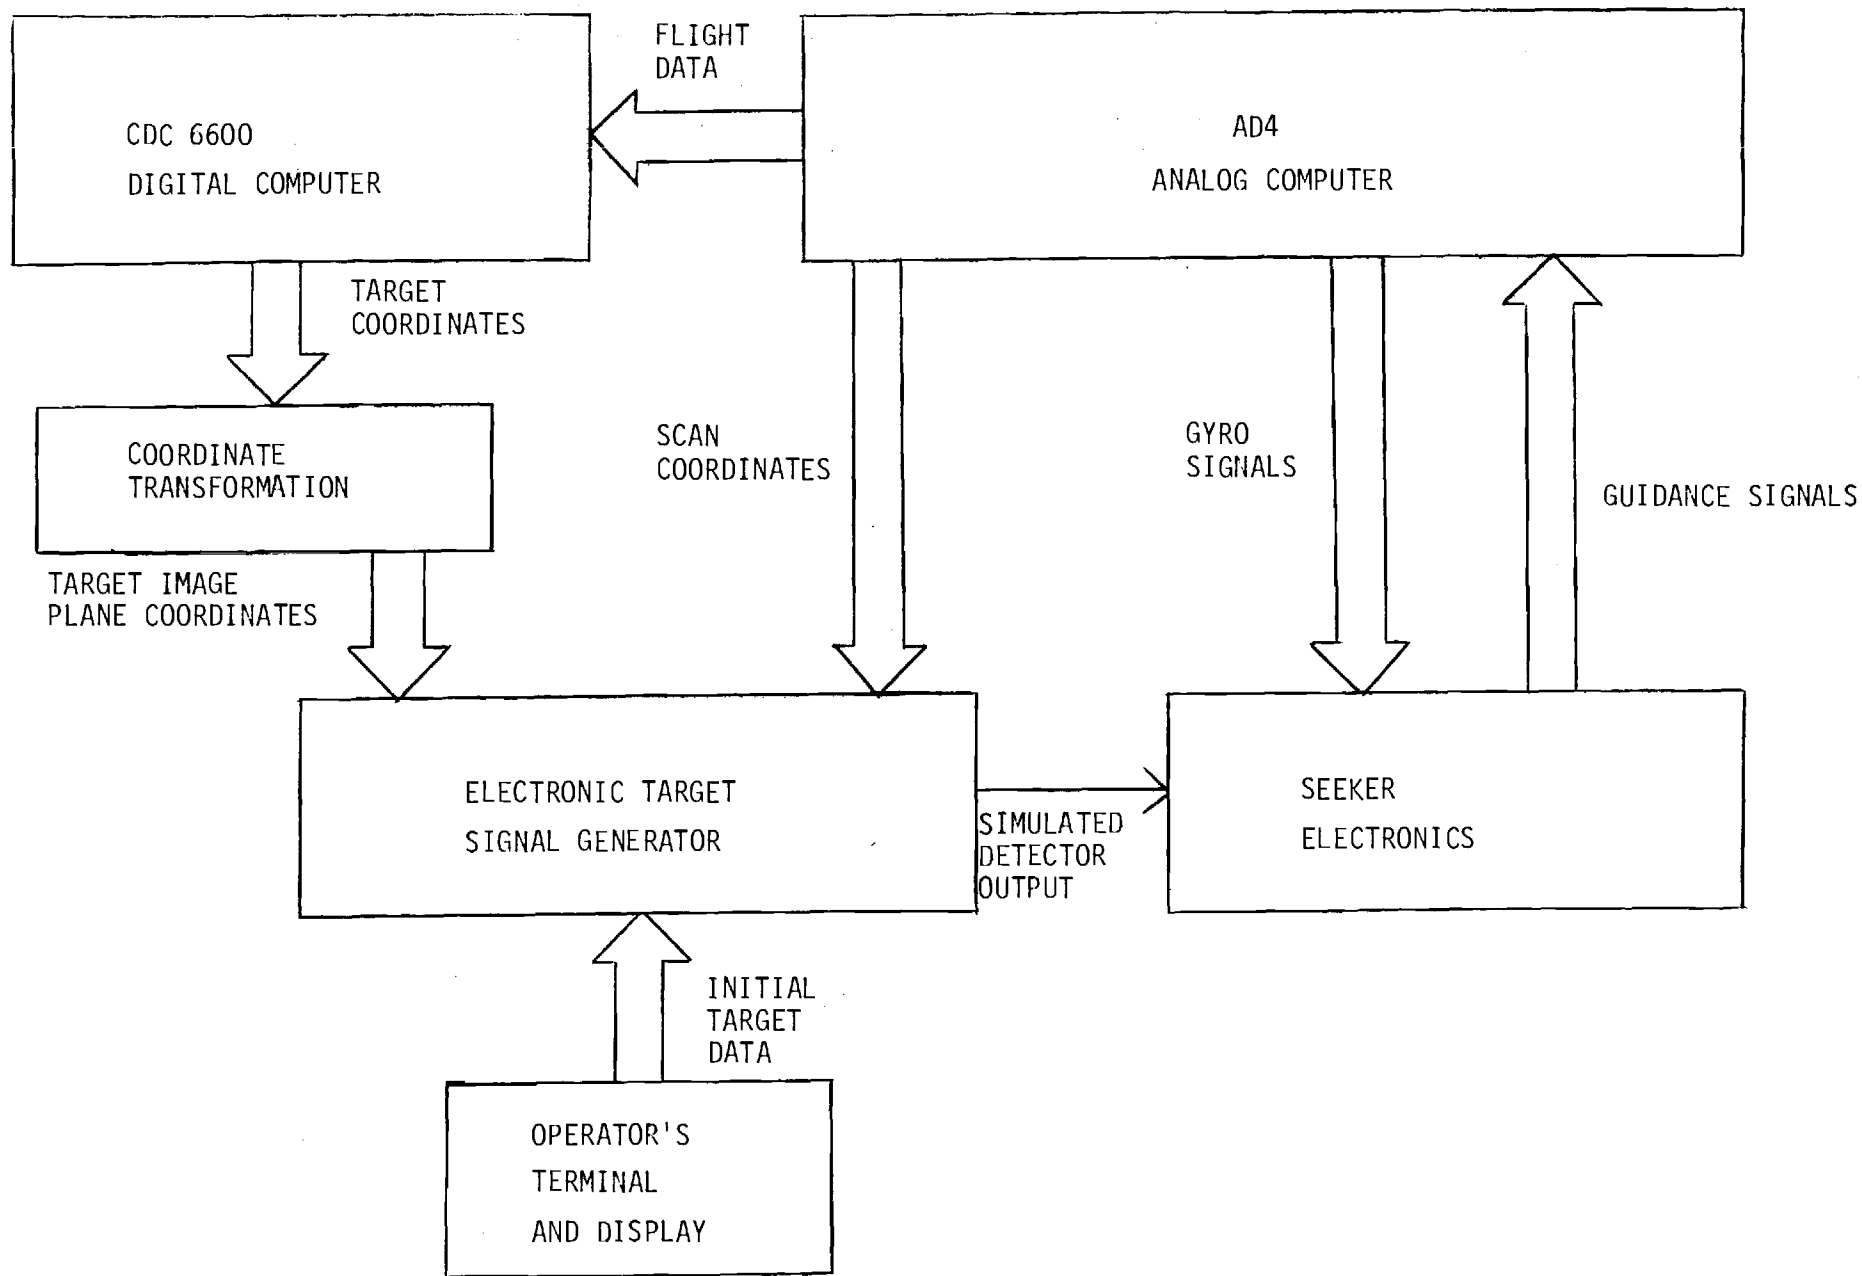 FLIGHT
DATA
CDC 6600
DIGITAL COMPUTER
AD4
ANALOG COMPUTER
TARGET
COORDINATES
COORDINATE
TRANSFORMATION
SCAN
COORDINATES
GYRO
SIGNALS
GUIDANCE SIGNALS
TARGET IMAGE
PLANE COORDINATES
ELECTRONIC TARGET
SIGNAL GENERATOR
SIMULATED
DETECTOR
OUTPUT
SEEKER
ELECTRONICS
INITIAL
TARGET
DATA
OPERATOR'S
TERMINAL
AND DISPLAY